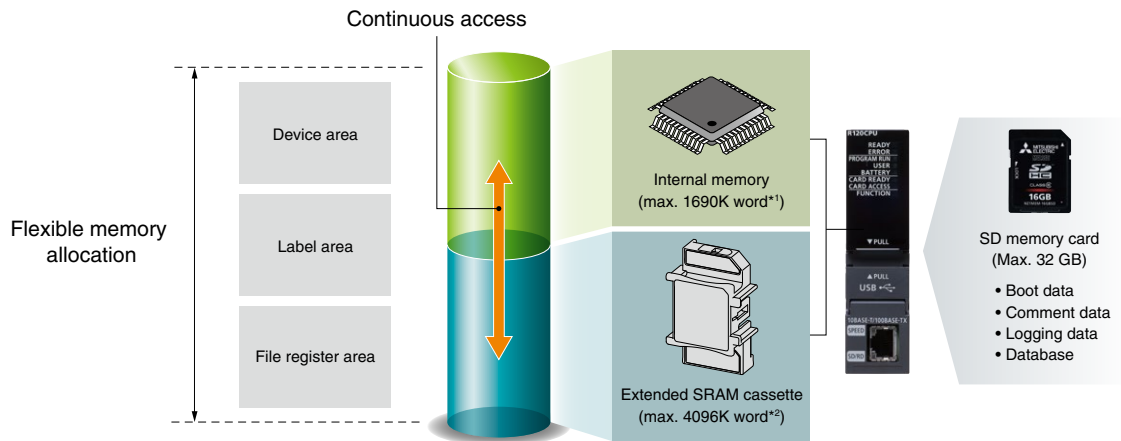 Continuous access
Flexible memory
allocation
Device area
Label area
File register area
Internal memory
(max. 1690K word*1)
Extended SRAM cassette
(max. 4096K word*2)
R120CPU
READY
ERROR
PROGRAM RUN
USER
BATTERY
CARD READY
CARD ACCESS
FUNCTION
▼PULL
▲PULL
USB
10BASE-T/100BASE-TX
SPEED
SD/RD
MITSUBISHI
ELECTRIC
SD
HC
CLASS
16GB
SD memory card
(Max. 32 GB)
• Boot data
• Comment data
• Logging data
• Database